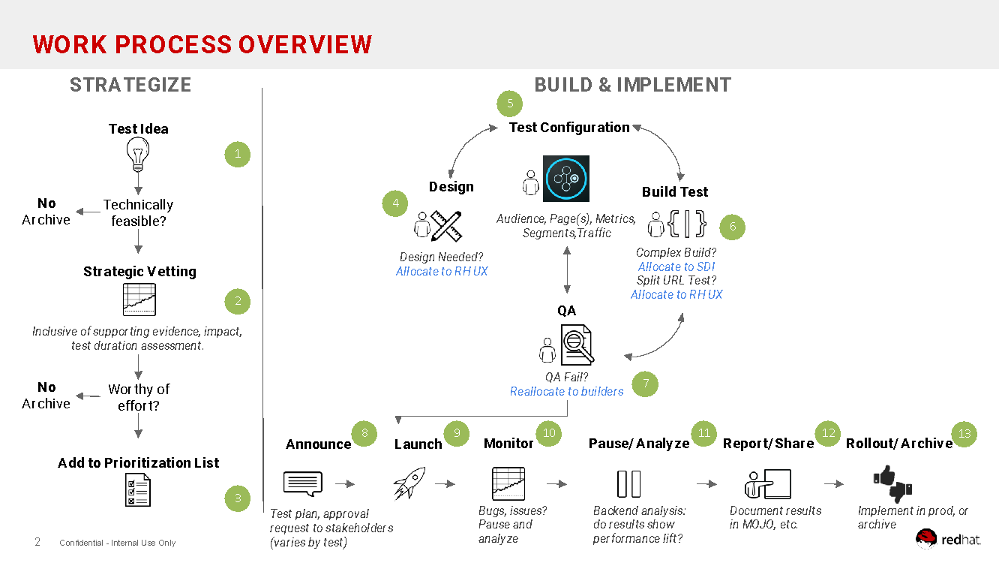 WORK PROCESS OVERVIEW
STRATEGIZE
Test Idea
1
No
Archive
Technically
feasible?
Strategic Vetting
2
Inclusive of supporting evidence, impact,
test duration assessment.
No
Archive
Worthy of
effort?
Add to Prioritization List
3
BUILD & IMPLEMENT
5
Test Configuration
Audience, Page(s), Metrics,
Segments,Traffic
Design
4
Design Needed?
Allocate to RH UX
Build Test
6
Complex Build?
Allocate to SDI
Split URL Test?
Allocate to RH UX
QA
QA Fail?
Reallocate to builders
7
Announce
8
Test plan, approval
request to stakeholders
(varies by test)
Launch
9
Monitor
10
Bugs, issues?
Pause and
analyze
Pause/Analyze
11
Backend analysis:
do results show
performance lift?
Report/Share
12
Document results
in MOJO, etc.
Rollout/Archive
13
Implement in prod, or
archive
2
Confidential - Internal Use Only
redhat.